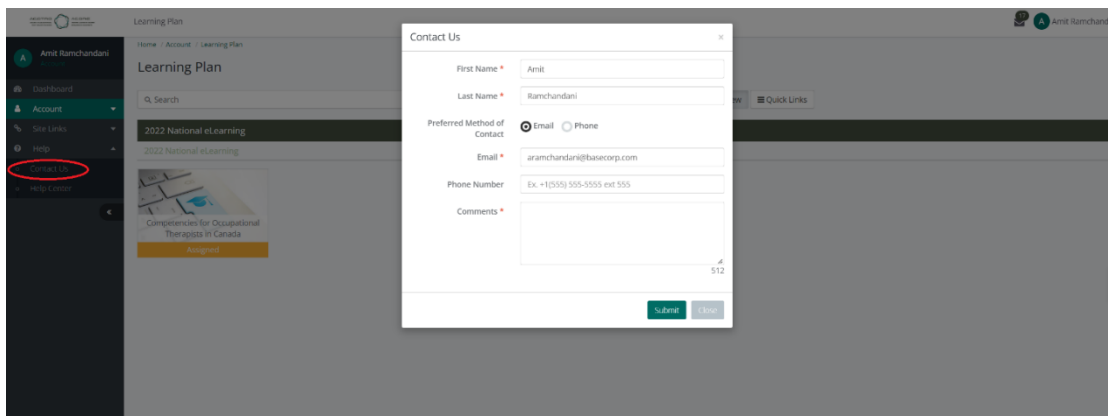 Learning Plan
A Amit Ramchand
A Amit Ramchandani
Account
Dashboard
Account
Site Links
Help
Contact Us
Help Center
Home / Account / Learning Plan
Learning Plan
Search
ew Quick Links
2022 National eLearning
2022 National eLearning
Competencies for Occupational
Therapists in Canada
Assigned
Contact Us ×
First Name * Amit
Last Name * Ramchandani
Preferred Method of
Contact Email Phone
Email * aramchandani@basecorp.com
Phone Number Ex. +1(555) 555-5555 ext 555
Comments *
512
Submit Close